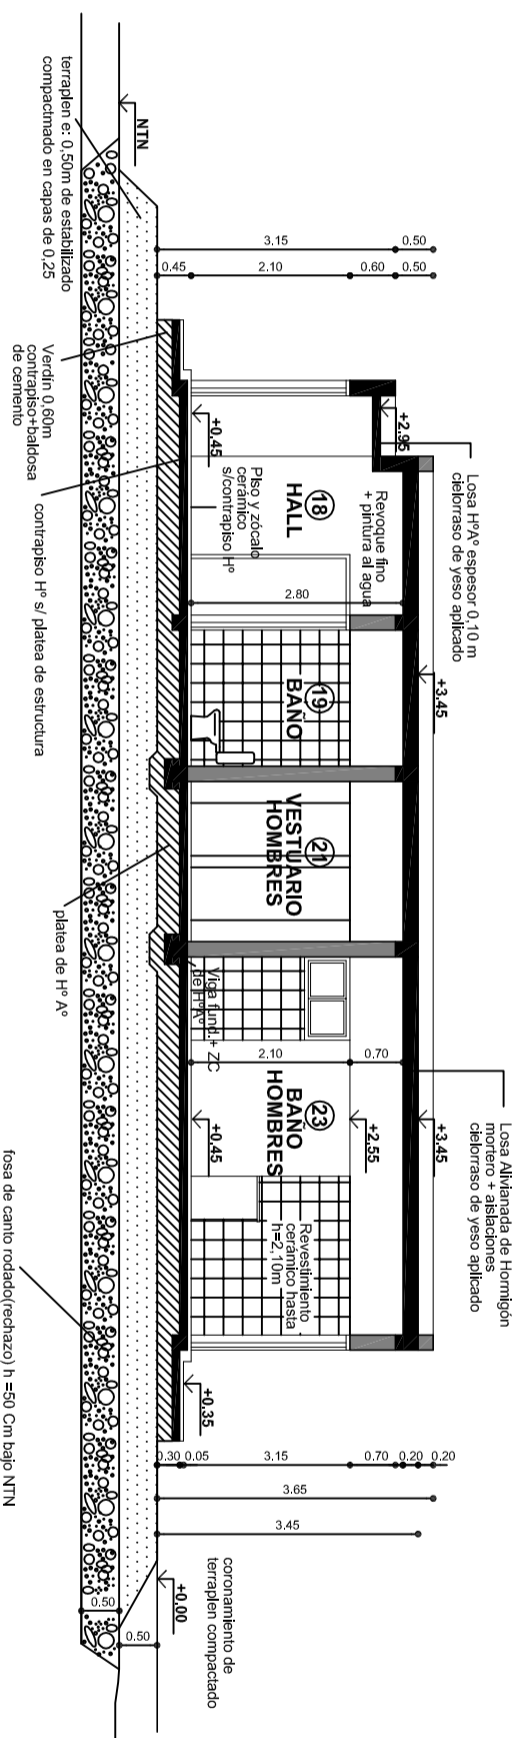 Losa HºAº espesor 0,10 m
cielorraso de yeso aplicado
Losa Alivianada de Hormigón
mortero + aislaciones
cielorraso de yeso aplicado
+3.45
+3.45
+2.95
Revoque fino
+ pintura al agua
3.15
0.50
0.45
2.10
0.60
0.50
18
HALL
2.80
19
BAÑO
21
VESTUARIO
HOMBRES
2.10
0.70
23
BAÑO
HOMBRES
+2.55
+0.45
+0.45
Piso y zócalo
cerámico
s/contrapiso Hº
Viga fund.+ ZC
de HºAº
Revestimiento
cerámico hasta
h=2,10m
+0.35
0.30
0.05
3.15
0.70
0.20
0.20
3.65
3.45
coronamiento de
terraplen compactado
+0.00
NTN
0.50
0.50
terraplen e: 0,50m de estabilizado
compactmado en capas de 0,25
Verdin 0,60m
contrapiso+baldosa
de cemento
contrapiso Hº s/ platea de estructura
platea de Hº Aº
fosa de canto rodado(rechazo) h =50 Cm bajo NTN